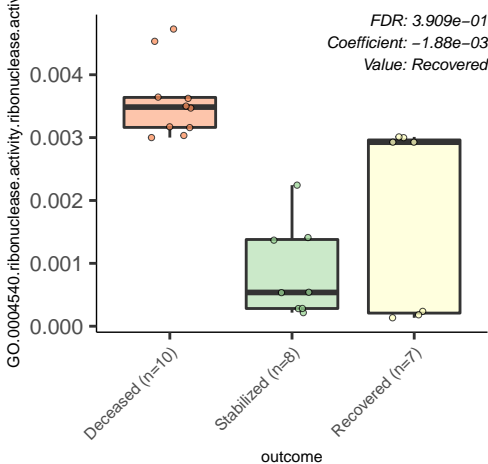 FDR: 3.909e−01
Coefficient: −1.88e−03
Value: Recovered
GO.0004540.ribonuclease.activity.ribonuclease.activ
0.004
0.003
0.002
0.001
0.000
Deceased (n=10)
Stabilized (n=8)
Recovered (n=7)
outcome